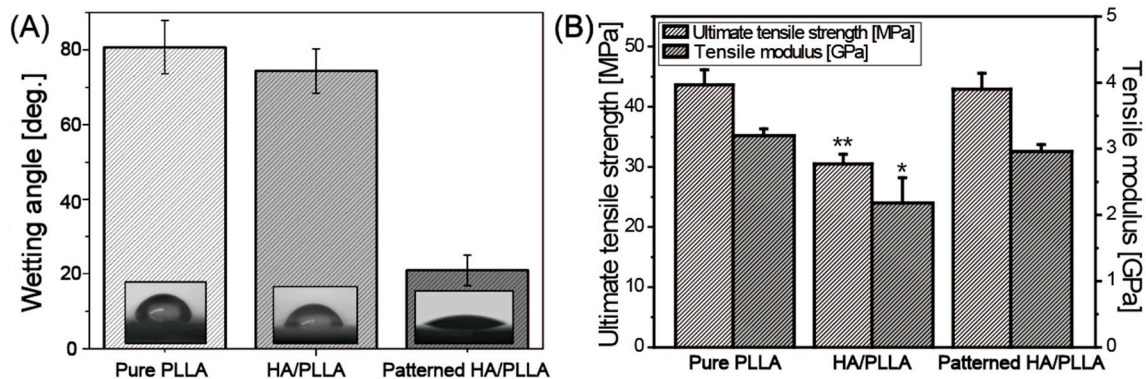 (A)
Wetting angle [deg.]
80
60
40
20
0
Pure PLLA
HA/PLLA
Patterned HA/PLLA
(B)
Ultimate tensile strength [MPa]
50
45
40
30
20
10
0
Ultimate tensile strength [MPa]
Tensile modulus [GPa]
**
*
Pure PLLA
HA/PLLA
Patterned HA/PLLA
5
4
3
2
1
0
Tensile modulus [GPa]